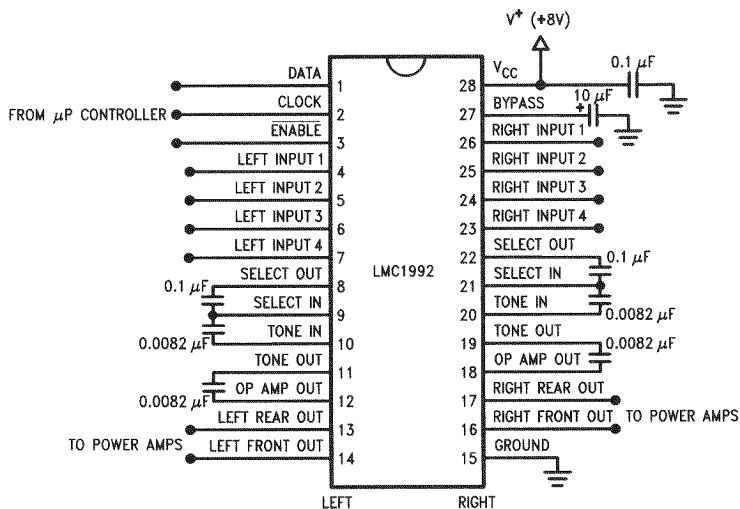 V+ (+8V)
DATA
1
CLOCK
2
FROM μP CONTROLLER
ENABLE
3
LEFT INPUT 1
4
LEFT INPUT 2
5
LEFT INPUT 3
6
LEFT INPUT 4
7
SELECT OUT
8
0.1 μF
SELECT IN
9
TONE IN
10
0.0082 μF
TONE OUT
11
OP AMP OUT
12
0.0082 μF
LEFT REAR OUT
13
TO POWER AMPS
LEFT FRONT OUT
14
LMC1992
VCC
28
0.1 μF
BYPASS
27
+
10 μF
RIGHT INPUT 1
26
RIGHT INPUT 2
25
RIGHT INPUT 3
24
RIGHT INPUT 4
23
SELECT OUT
22
0.1 μF
SELECT IN
21
TONE IN
20
0.0082 μF
TONE OUT
19
0.0082 μF
OP AMP OUT
18
RIGHT REAR OUT
17
RIGHT FRONT OUT TO POWER AMPS
16
GROUND
15
LEFT
RIGHT